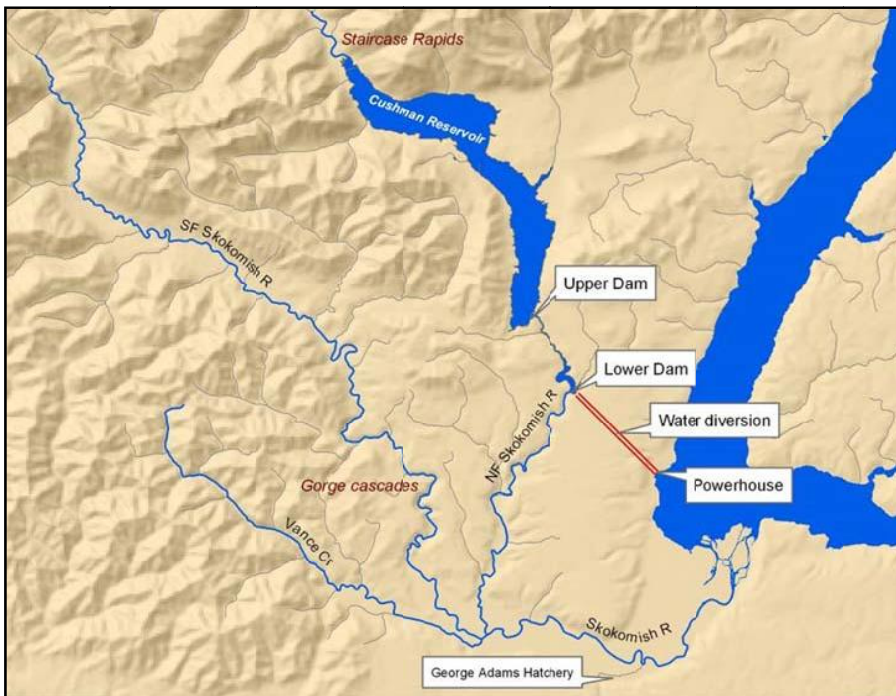 Staircase Rapids
Cushman Reservoir
SF Skokomish R
Upper Dam
Lower Dam
NF Skokomish R
Water diversion
Gorge cascades
Powerhouse
Vance Cr
Skokomish R
George Adams Hatchery